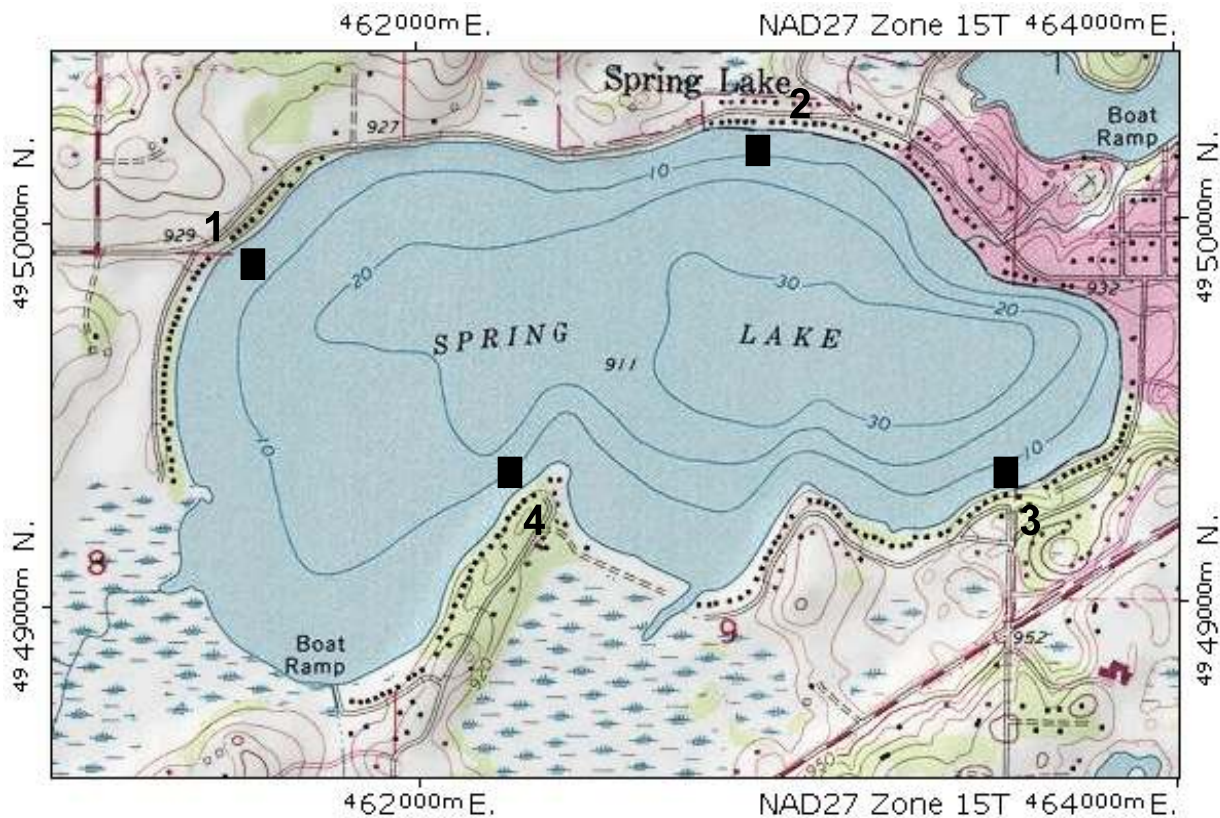 462000m E. NAD27 Zone 15T 464000m E.
Spring Lake
2
927
Boat
Ramp
4950000m N.
4950000m N.
10
1
929
20
30
932
20
SPRING LAKE
911
30
10
10
4
3
8
4949000m N.
4949000m N.
9
952
Boat
Ramp
920
950
462000m E. NAD27 Zone 15T 464000m E.